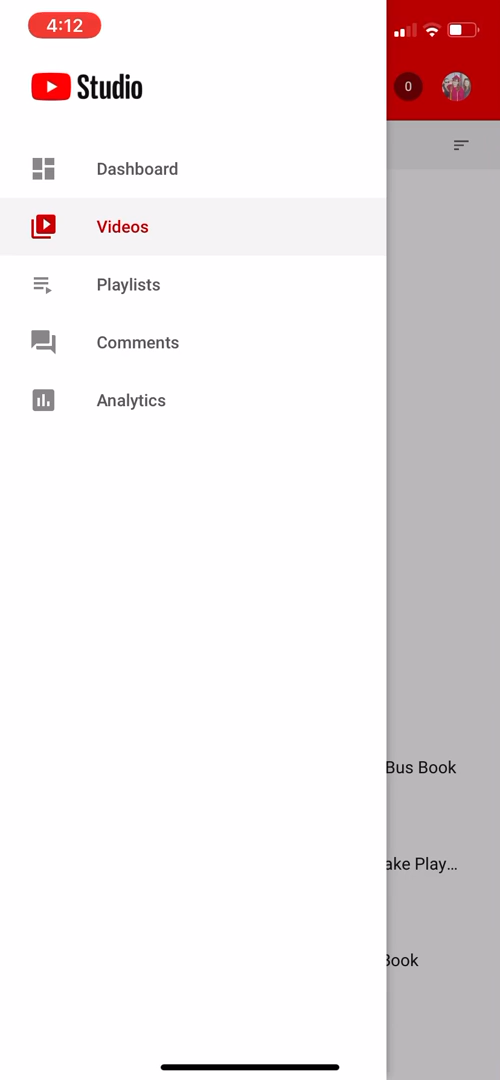 4:12
Studio
0
Dashboard
Videos
Playlists
Comments
Analytics
Bus Book
ake Play...
Book